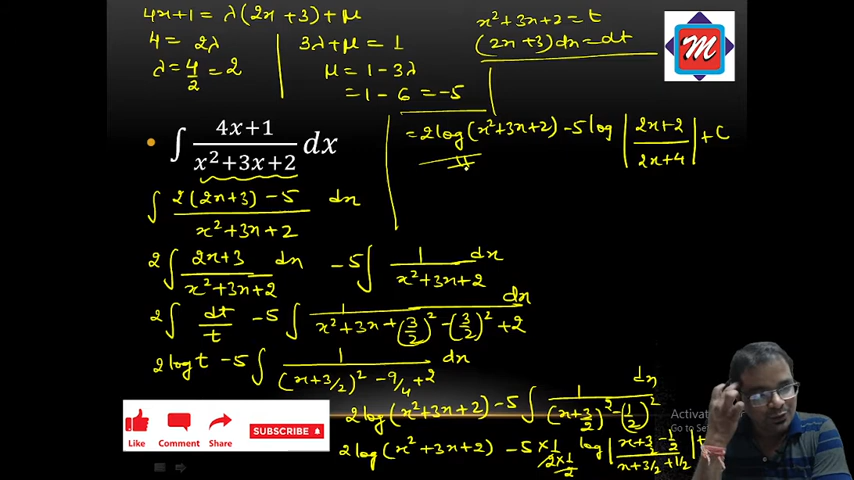 4x+1 = λ(2x+3)+μ
4 = 2λ
λ = 4/2 = 2
3λ+μ = 1
μ = 1-3λ
= 1-6 = -5
x²+3x+2 = t
(2x+3)dx = dt
M
• ∫ (4x+1)/(x²+3x+2) dx
= 2log(x²+3x+2) - 5log |(2x+2)/(2x+4)| + C
∫ (2(2x+3)-5)/(x²+3x+2) dx
2∫ (2x+3)/(x²+3x+2) dx - 5∫ 1/(x²+3x+2) dx
2∫ dt/t - 5∫ 1/(x²+3x+(3/2)²-(3/2)²+2) dx
2logt - 5∫ 1/((x+3/2)²-9/4+2) dx
2log(x²+3x+2) - 5∫ 1/((x+3/2)²-(1/2)²) dx
2log(x²+3x+2) - 5×1/(2×1/2) log |(x+3/2-1/2)/(x+3/2+1/2)| +
Like
Comment
Share
SUBSCRIBE
Activa
Go to Se